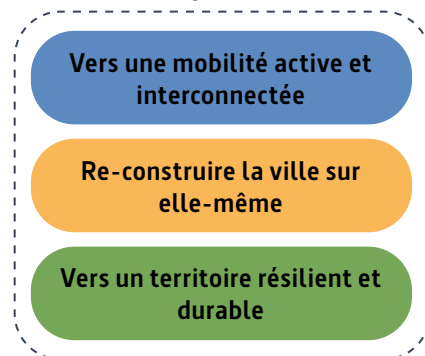 Vers une mobilité active et
interconnectée
Re-construire la ville sur
elle-même
Vers un territoire résilient et
durable